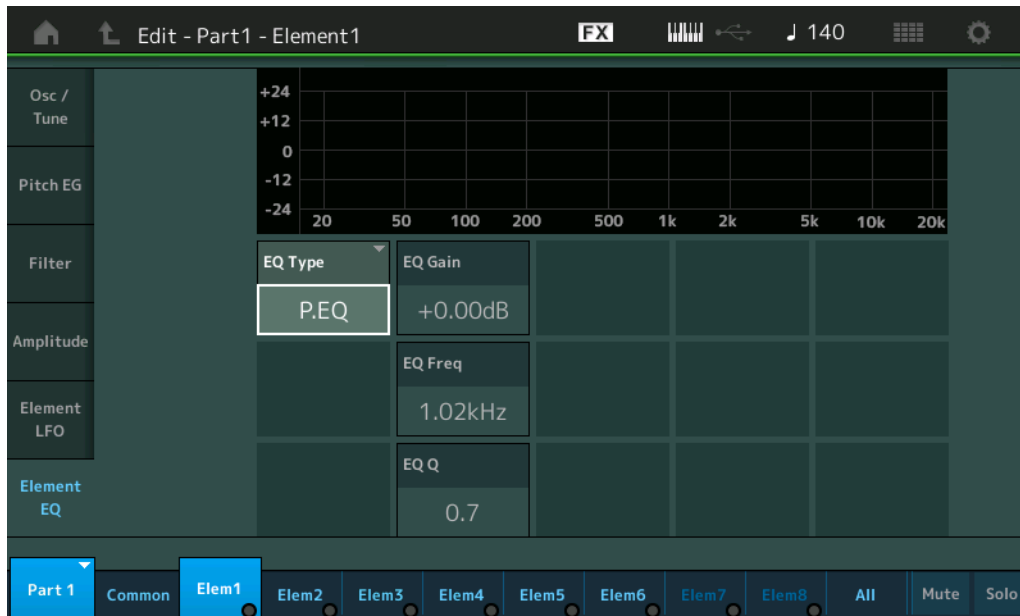 Edit - Part1 - Element1
FX
♩ 140
Osc /
Tune
Pitch EG
Filter
Amplitude
Element
LFO
Element
EQ
+24
+12
0
-12
-24
20 50 100 200 500 1k 2k 5k 10k 20k
EQ Type
P.EQ
EQ Gain
+0.00dB
EQ Freq
1.02kHz
EQ Q
0.7
Part 1 Common Elem1 Elem2 Elem3 Elem4 Elem5 Elem6 Elem7 Elem8 All Mute Solo